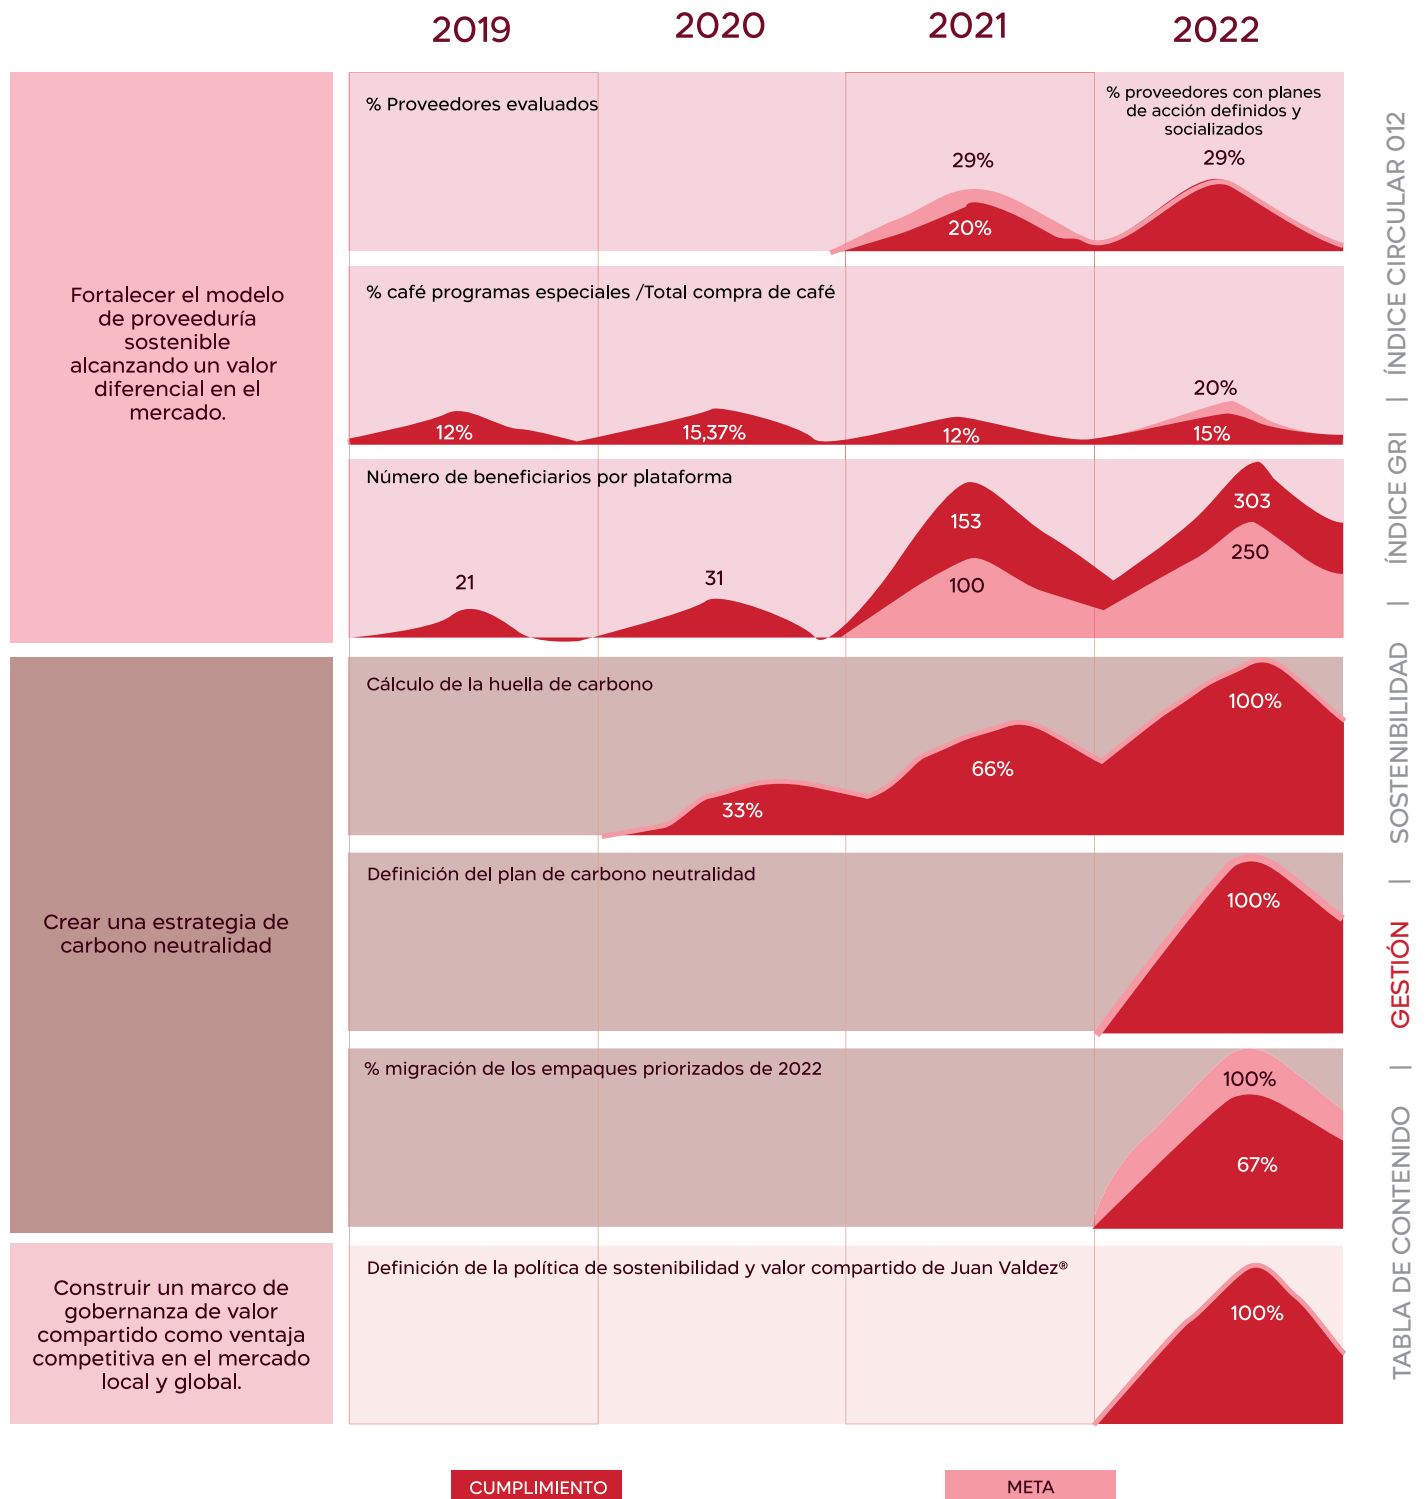 2019
2020
2021
2022
Fortalecer el modelo
de proveeduría
sostenible
alcanzando un valor
diferencial en el
mercado.
% Proveedores evaluados
29%
20%
% proveedores con planes
de acción definidos y
socializados
29%
% café programas especiales /Total compra de café
12%
15,37%
12%
20%
15%
Número de beneficiarios por plataforma
21
31
153
100
303
250
Crear una estrategia de
carbono neutralidad
Cálculo de la huella de carbono
33%
66%
100%
Definición del plan de carbono neutralidad
100%
% migración de los empaques priorizados de 2022
100%
67%
Construir un marco de
gobernanza de valor
compartido como ventaja
competitiva en el mercado
local y global.
Definición de la política de sostenibilidad y valor compartido de Juan Valdez®
100%
CUMPLIMIENTO
META
TABLA DE CONTENIDO | GESTIÓN | SOSTENIBILIDAD | ÍNDICE GRI | ÍNDICE CIRCULAR 012